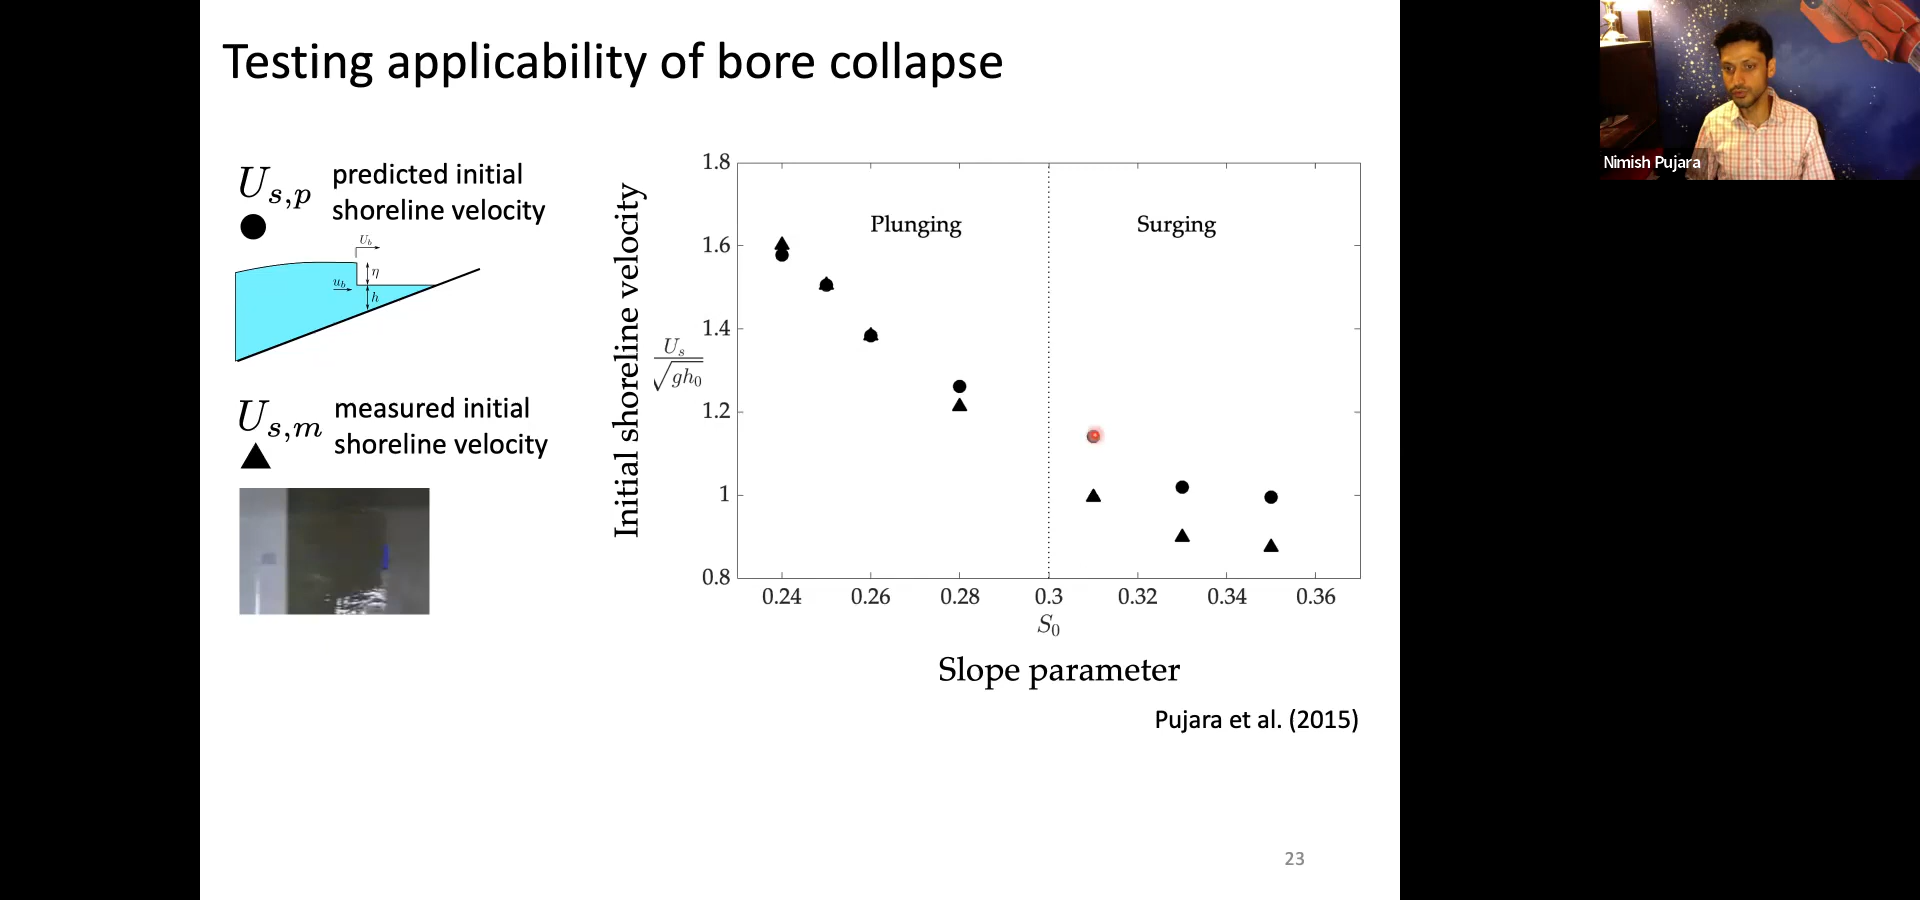 Testing applicability of bore collapse
U_{s,p} predicted initial
shoreline velocity
U_b
η
u_b
h
U_{s,m} measured initial
shoreline velocity
Initial shoreline velocity
U_s
√gh_0
1.8
1.6
1.4
1.2
1
0.8
Plunging
Surging
0.24 0.26 0.28 0.3 0.32 0.34 0.36
S_0
Slope parameter
Pujara et al. (2015)
23
Nimish Pujara